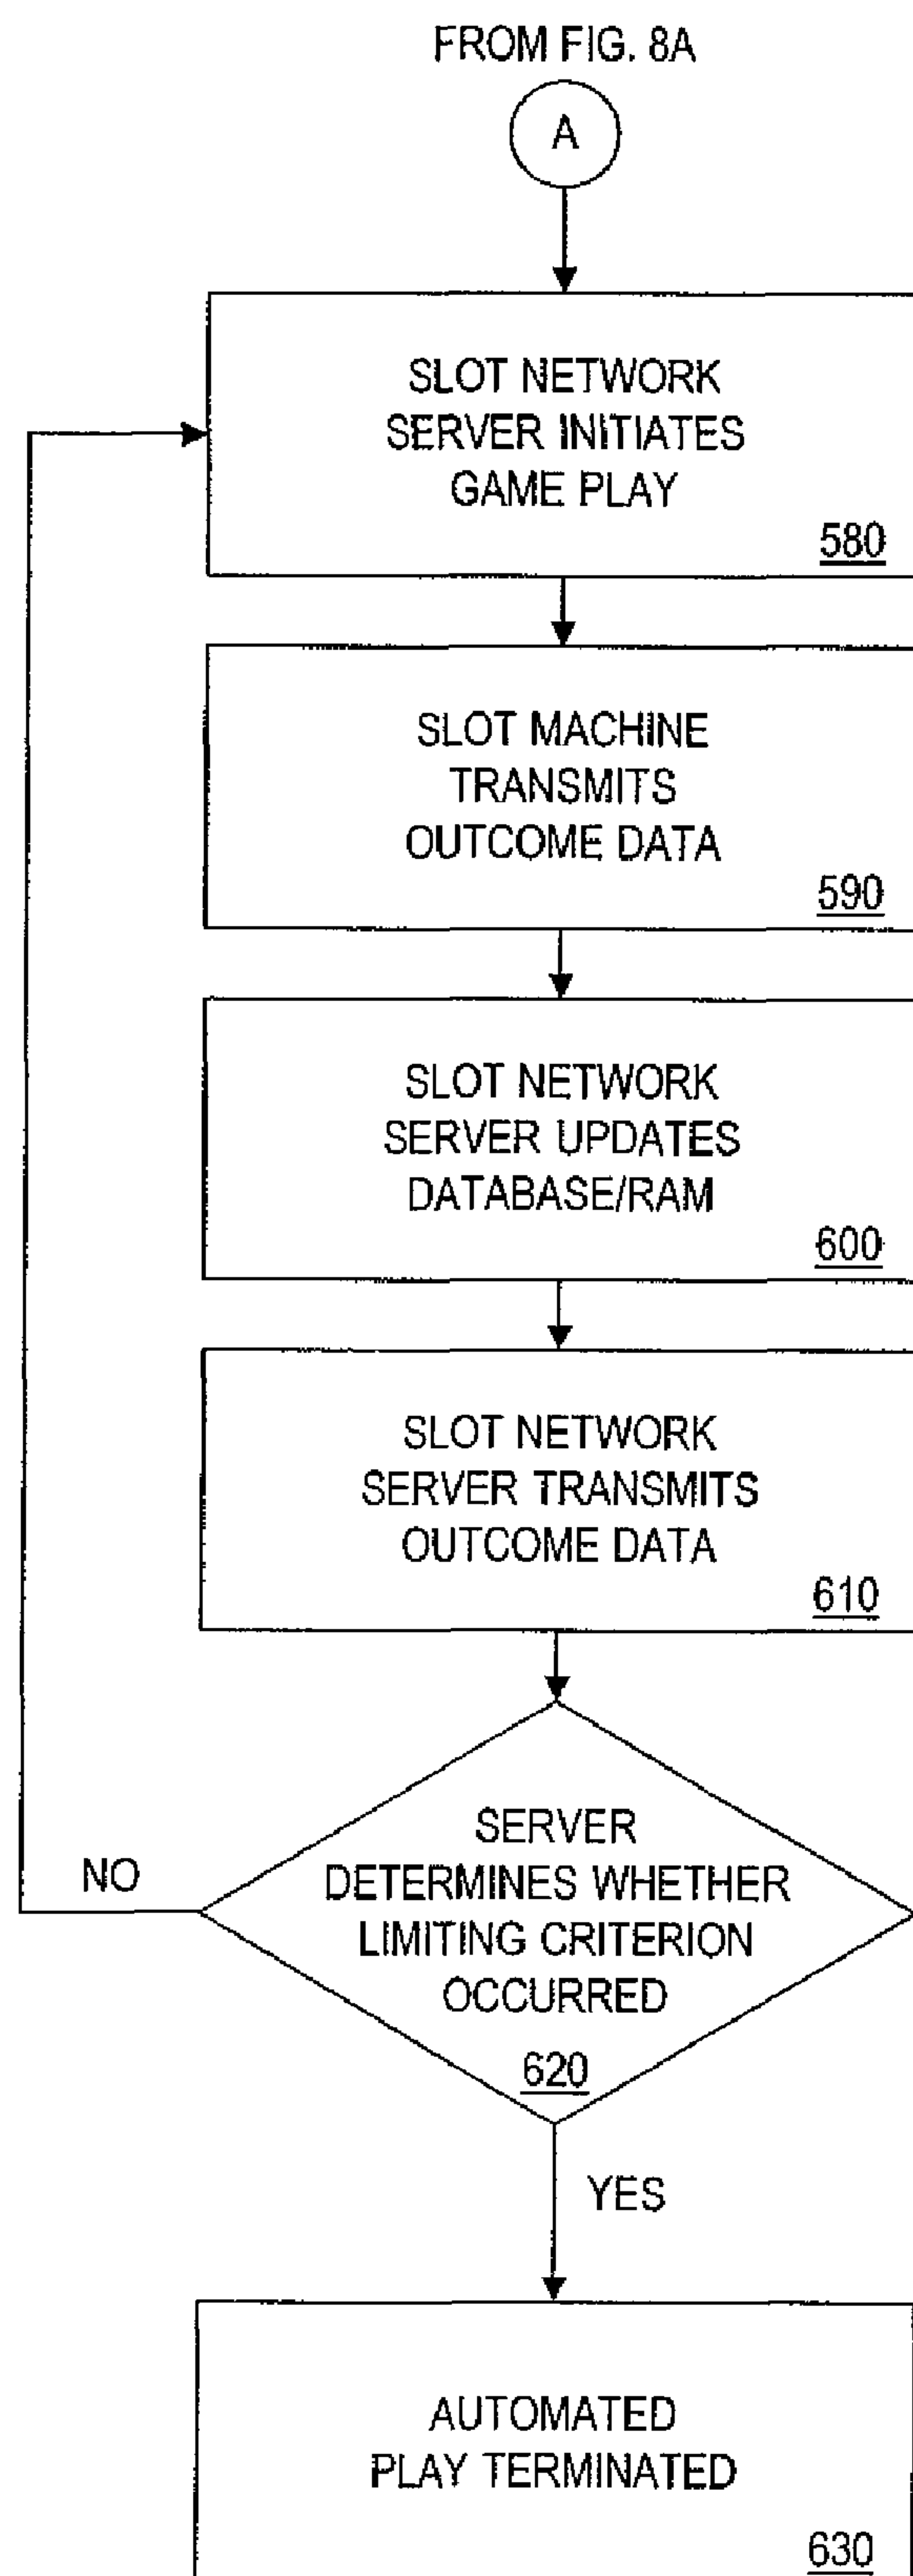 FROM FIG. 8A
A
SLOT NETWORK
SERVER INITIATES
GAME PLAY
580
SLOT MACHINE
TRANSMITS
OUTCOME DATA
590
SLOT NETWORK
SERVER UPDATES
DATABASE/RAM
600
SLOT NETWORK
SERVER TRANSMITS
OUTCOME DATA
610
SERVER
DETERMINES WHETHER
LIMITING CRITERION
OCCURRED
620
NO
YES
AUTOMATED
PLAY TERMINATED
630